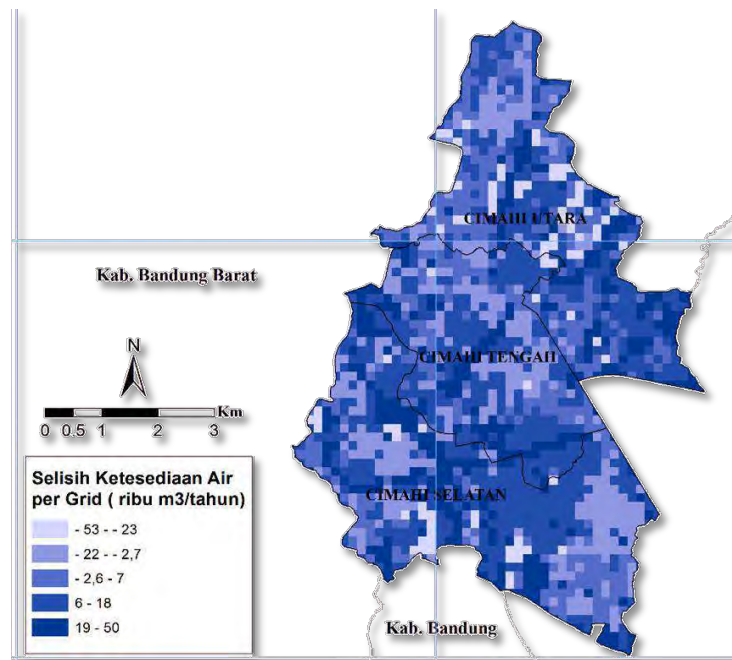 CIMAHI UTARA
Kab. Bandung Barat
N
CIMAHI TENGAH
Km
0 0.5 1 2 3
Selisih Ketesediaan Air
per Grid ( ribu m3/tahun)
CIMAHI SELATAN
- 53 - - 23
- 22 - - 2,7
- 2,6 - 7
6 - 18
19 - 50
Kab. Bandung